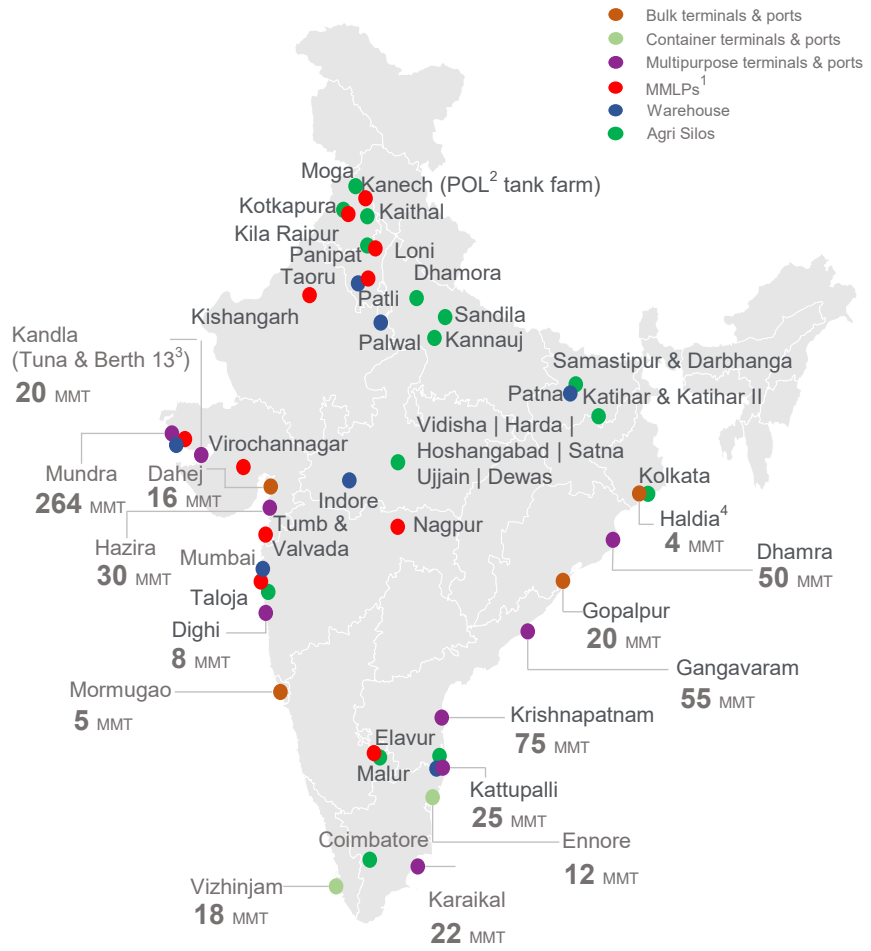 Bulk terminals & ports
Container terminals & ports
Multipurpose terminals & ports
MMLPs1
Warehouse
Agri Silos
Moga
Kanech (POL2 tank farm)
Kotkapura
Kaithal
Kila Raipur
Panipat
Loni
Taoru
Dhamora
Patli
Kishangarh
Sandila
Palwal
Kannauj
Kandla
(Tuna & Berth 133)
20 MMT
Samastipur & Darbhanga
Patna
Katihar & Katihar II
Vidisha | Harda |
Hoshangabad | Satna
Ujjain | Dewas
Virochannagar
Mundra
264 MMT
Dahej
16 MMT
Indore
Kolkata
Haldia4
4 MMT
Tumb &
Valvada
Nagpur
Hazira
30 MMT
Mumbai
Dhamra
50 MMT
Taloja
Gopalpur
20 MMT
Dighi
8 MMT
Gangavaram
55 MMT
Mormugao
5 MMT
Krishnapatnam
75 MMT
Elavur
Malur
Kattupalli
25 MMT
Coimbatore
Ennore
12 MMT
Vizhinjam
18 MMT
Karaikal
22 MMT